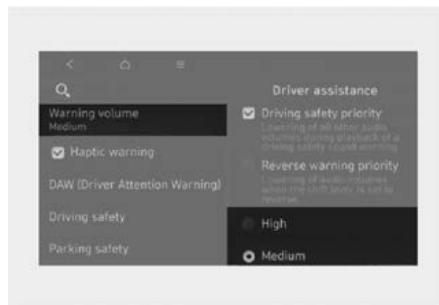 Warning volume
Medium
Haptic warning
DAW (Driver Attention Warning)
Driving safety
Parking safety
Driver assistance
Driving safety priority
Lowering of all other audio
volumes during playback of a
driving safety sound warning
Reverse warning priority
Lowering of audio volumes
when the shift lever is set to
reverse
High
Medium